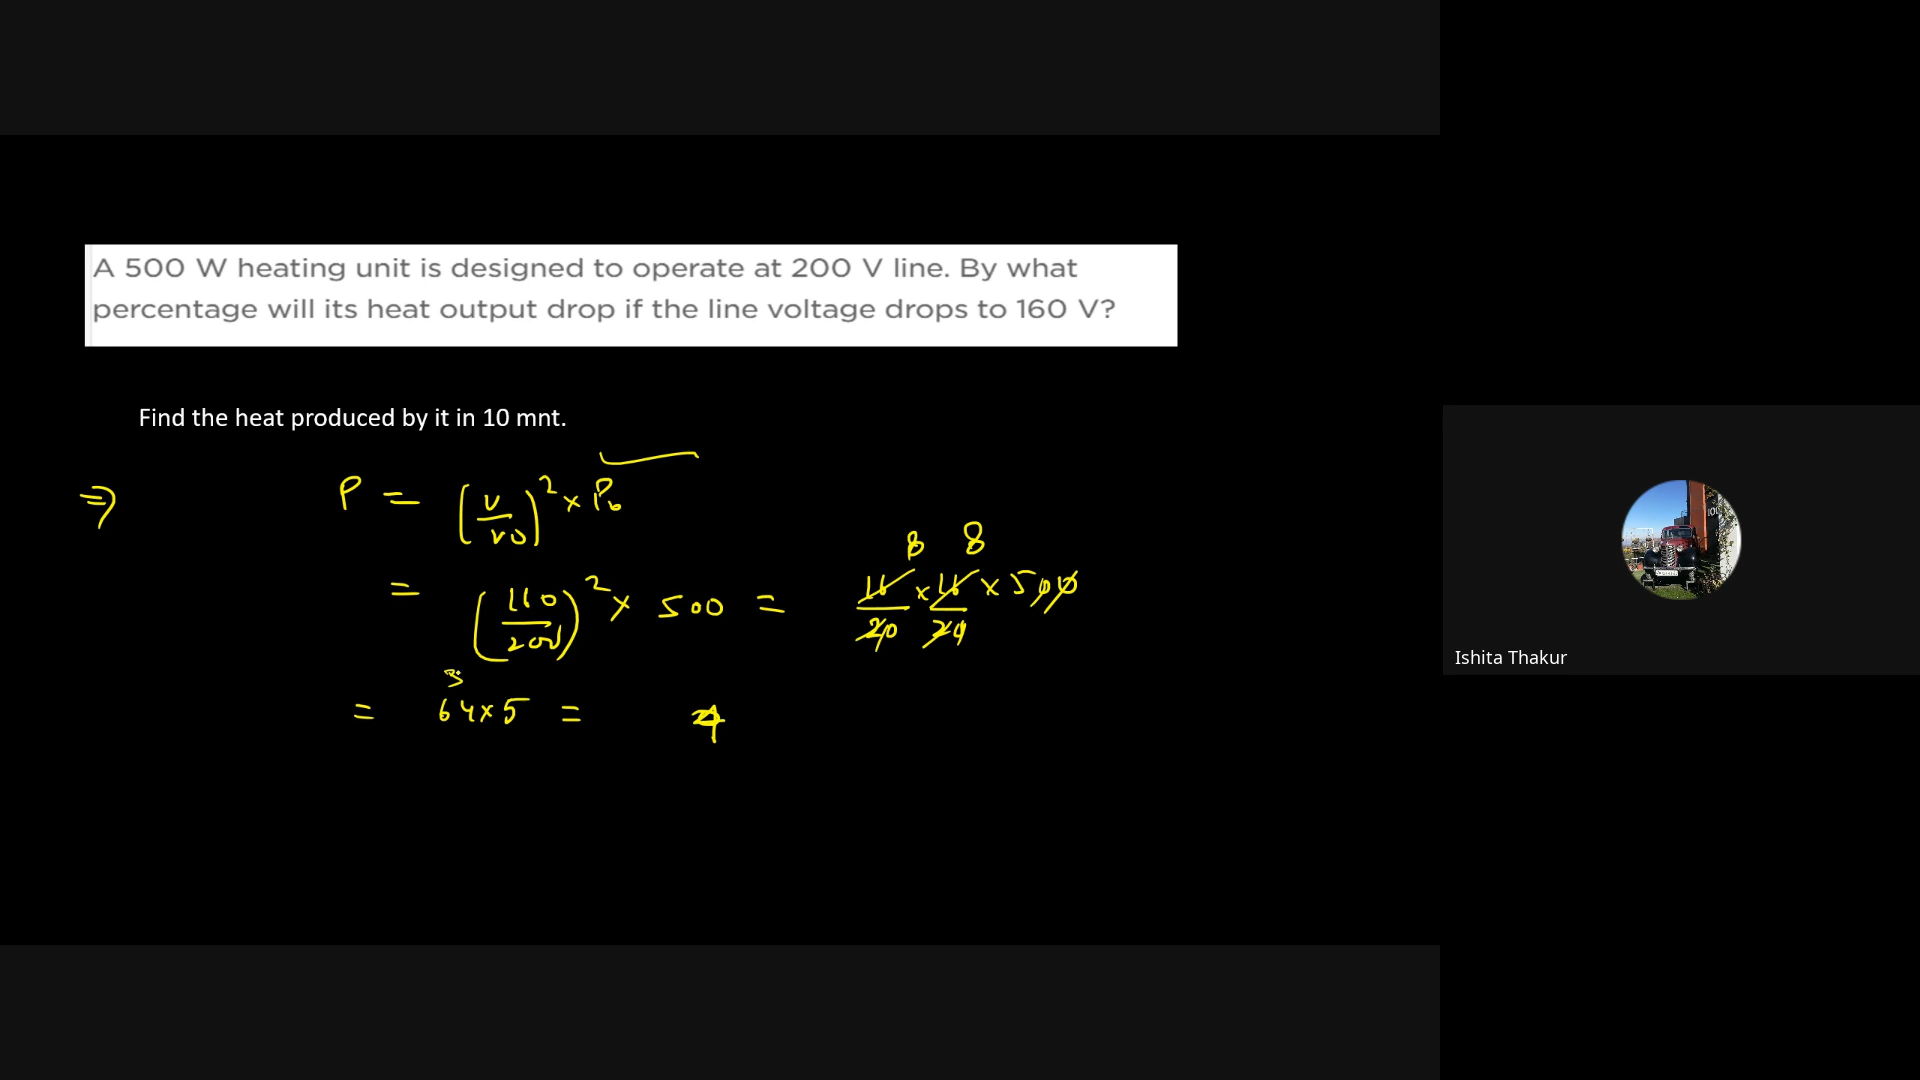 A 500 W heating unit is designed to operate at 200 V line. By what
percentage will its heat output drop if the line voltage drops to 160 V?
Find the heat produced by it in 10 mnt.
⇒ P = (v/v0)² × P₀
8 8
= (160/200)² × 500 = 16/20 × 16/20 × 500
3
= 64×5 =
Ishita Thakur